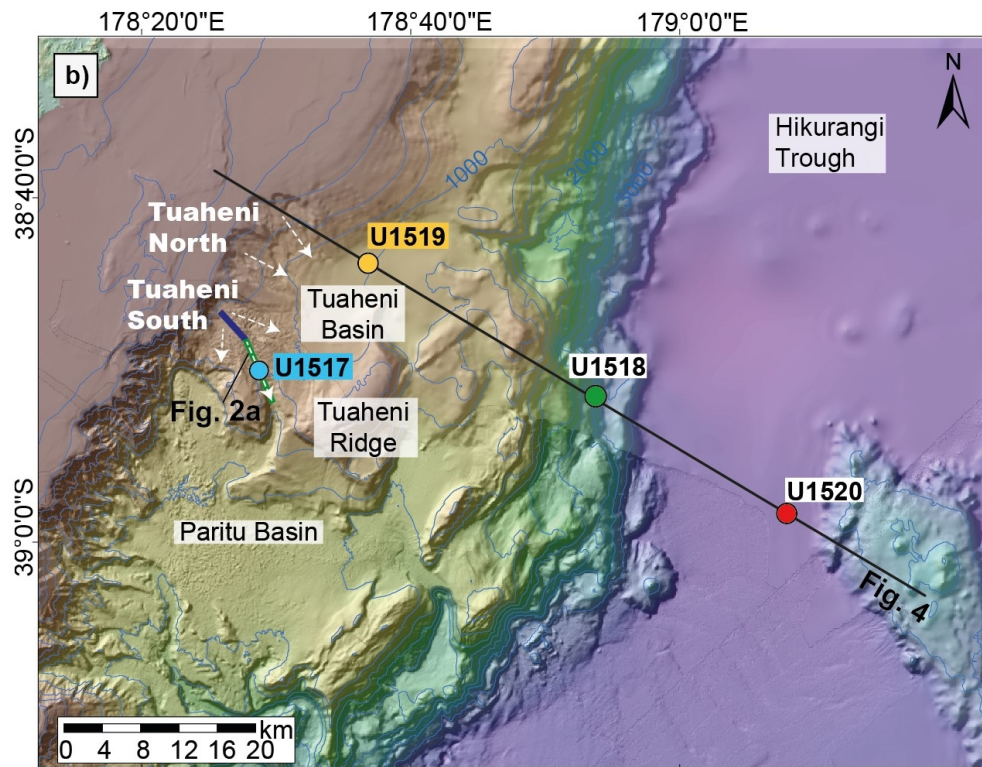 178°20'0"E
178°40'0"E
179°0'0"E
b)
N
Hikurangi
Trough
38°40'0"S
1000
2000
3000
Tuaheni
North
U1519
Tuaheni
South
Tuaheni
Basin
U1517
U1518
Fig. 2a
Tuaheni
Ridge
U1520
39°0'0"S
Paritu Basin
Fig. 4
km
0 4 8 12 16 20